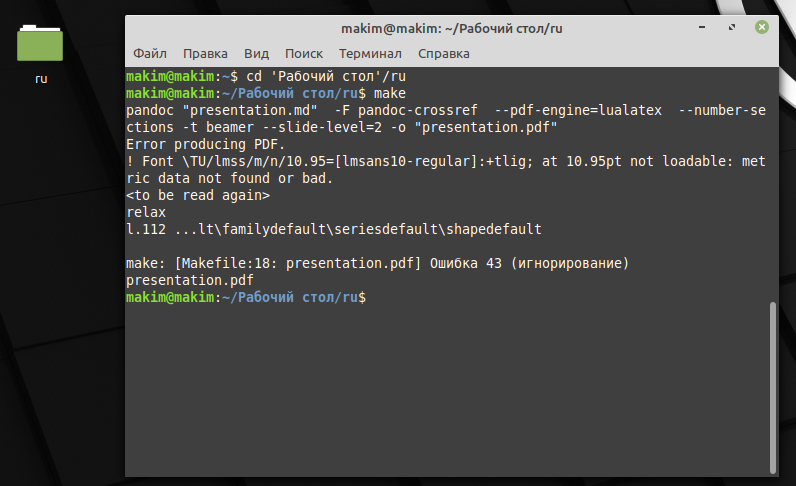 ru
makim@makim: ~/Рабочий стол/ru
Файл Правка Вид Поиск Терминал Справка
makim@makim:~$ cd 'Рабочий стол'/ru
makim@makim:~/Рабочий стол/ru$ make
pandoc "presentation.md"  -F pandoc-crossref  --pdf-engine=lualatex  --number-se
ctions -t beamer --slide-level=2 -o "presentation.pdf"
Error producing PDF.
! Font \TU/lmss/m/n/10.95=[lmsans10-regular]:+tlig; at 10.95pt not loadable: met
ric data not found or bad.
<to be read again>
relax
l.112 ...lt\familydefault\seriesdefault\shapedefault
make: [Makefile:18: presentation.pdf] Ошибка 43 (игнорирование)
presentation.pdf
makim@makim:~/Рабочий стол/ru$